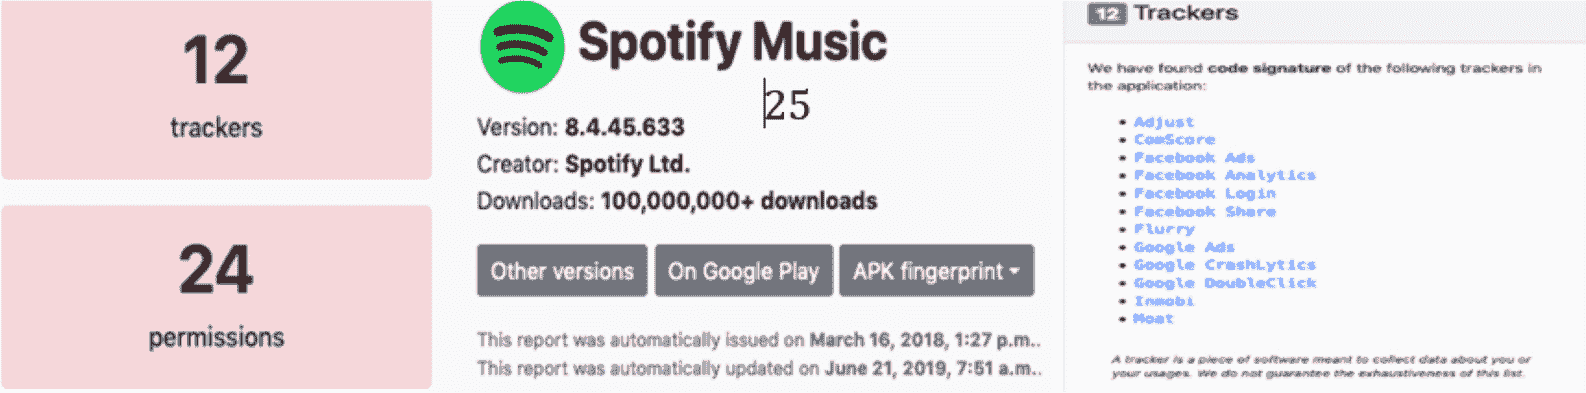 12
trackers
24
permissions
Spotify Music
25
Version: 8.4.45.633
Creator: Spotify Ltd.
Downloads: 100,000,000+ downloads
Other versions
On Google Play
APK fingerprint
This report was automatically issued on March 16, 2018, 1:27 p.m..
This report was automatically updated on June 21, 2019, 7:51 a.m..
12 Trackers
We have found code signature of the following trackers in
the application:
• Adjust
• ComScore
• Facebook Ads
• Facebook Analytics
• Facebook Login
• Facebook Share
• Flurry
• Google Ads
• Google CrashLytics
• Google DoubleClick
• Inmobi
• Moat
A tracker is a piece of software meant to collect data about you or
your usages. We do not guarantee the exhaustiveness of this list.